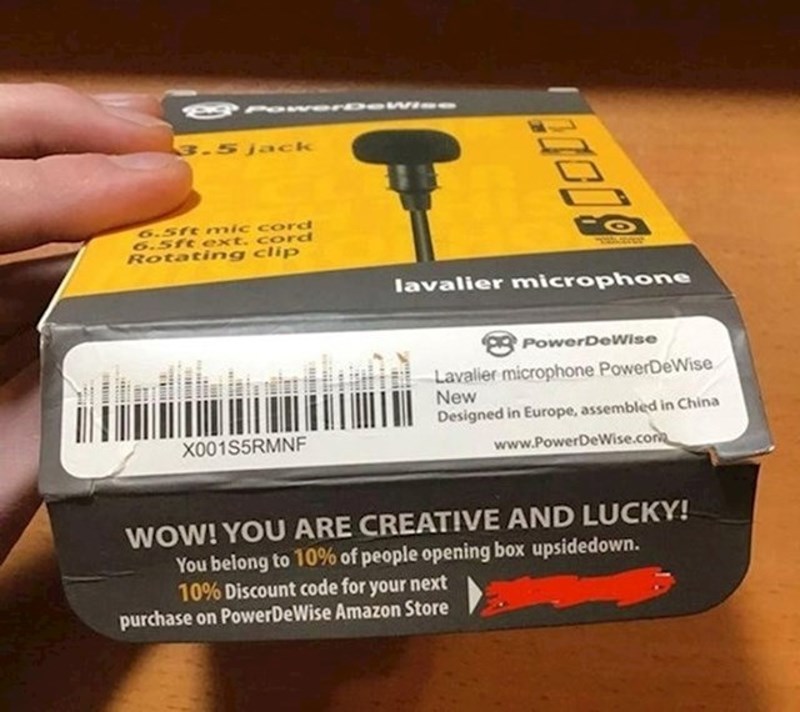 PowerDeWise
3.5 jack
6.5ft mic cord
6.5ft ext. cord
Rotating clip
with most
cameras
lavalier microphone
PowerDeWise
Lavalier microphone PowerDeWise
New
Designed in Europe, assembled in China
www.PowerDeWise.com
X001S5RMNF
WOW! YOU ARE CREATIVE AND LUCKY!
You belong to 10% of people opening box upsidedown.
10% Discount code for your next
purchase on PowerDeWise Amazon Store